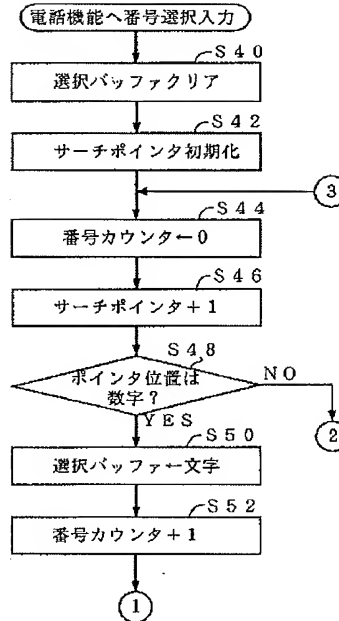 電話機能へ番号選択入力
S40
選択バッファクリア
S42
サーチポインタ初期化
3
S44
番号カウンタ←0
S46
サーチポインタ+1
S48
ポインタ位置は
数字?
NO
YES
2
S50
選択バッファ←文字
S52
番号カウンタ+1
1